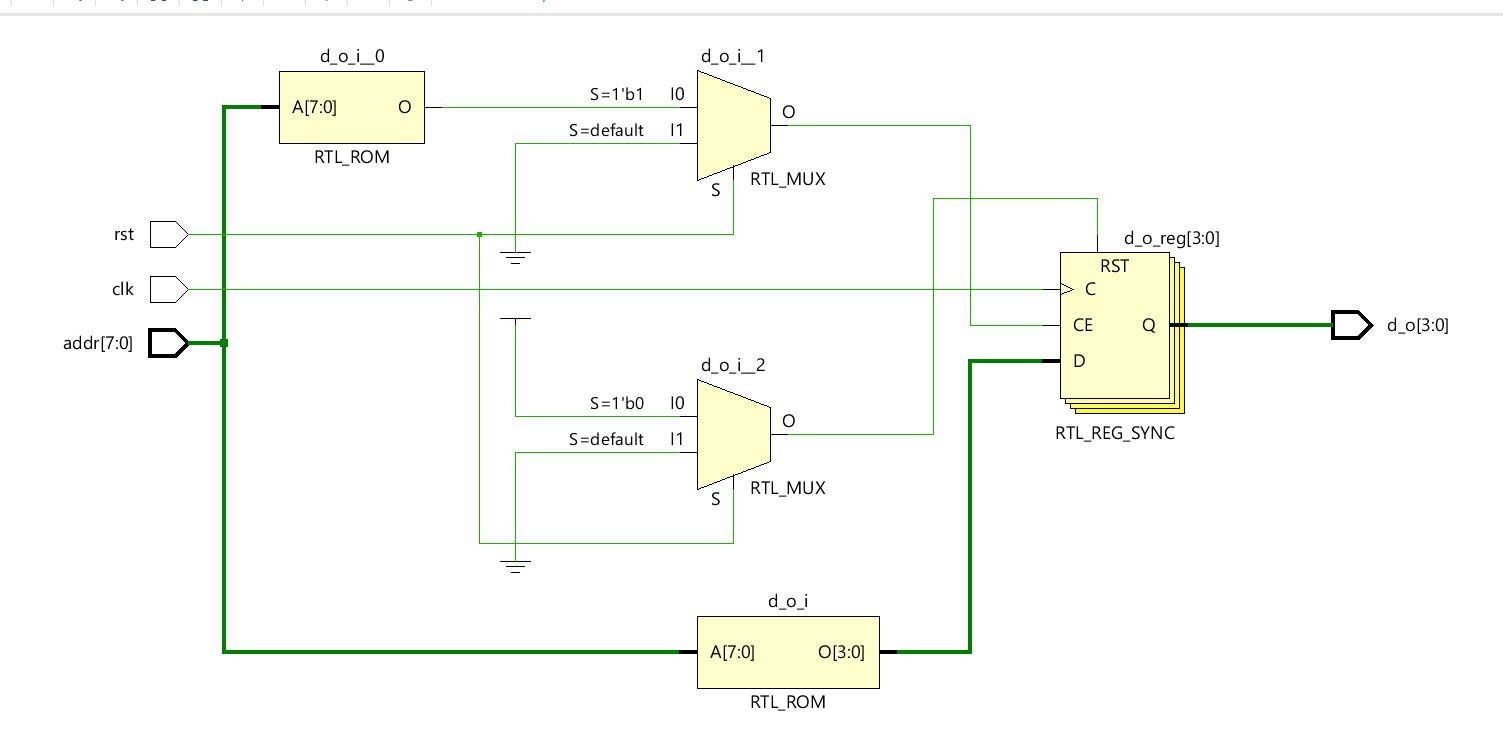 d_o_i__0
A[7:0] O
RTL_ROM
d_o_i__1
S=1'b1 I0
S=default I1
O
S
RTL_MUX
rst
clk
addr[7:0]
d_o_reg[3:0]
RST
C
CE Q
D
RTL_REG_SYNC
d_o[3:0]
d_o_i__2
S=1'b0 I0
S=default I1
O
S
RTL_MUX
d_o_i
A[7:0] O[3:0]
RTL_ROM